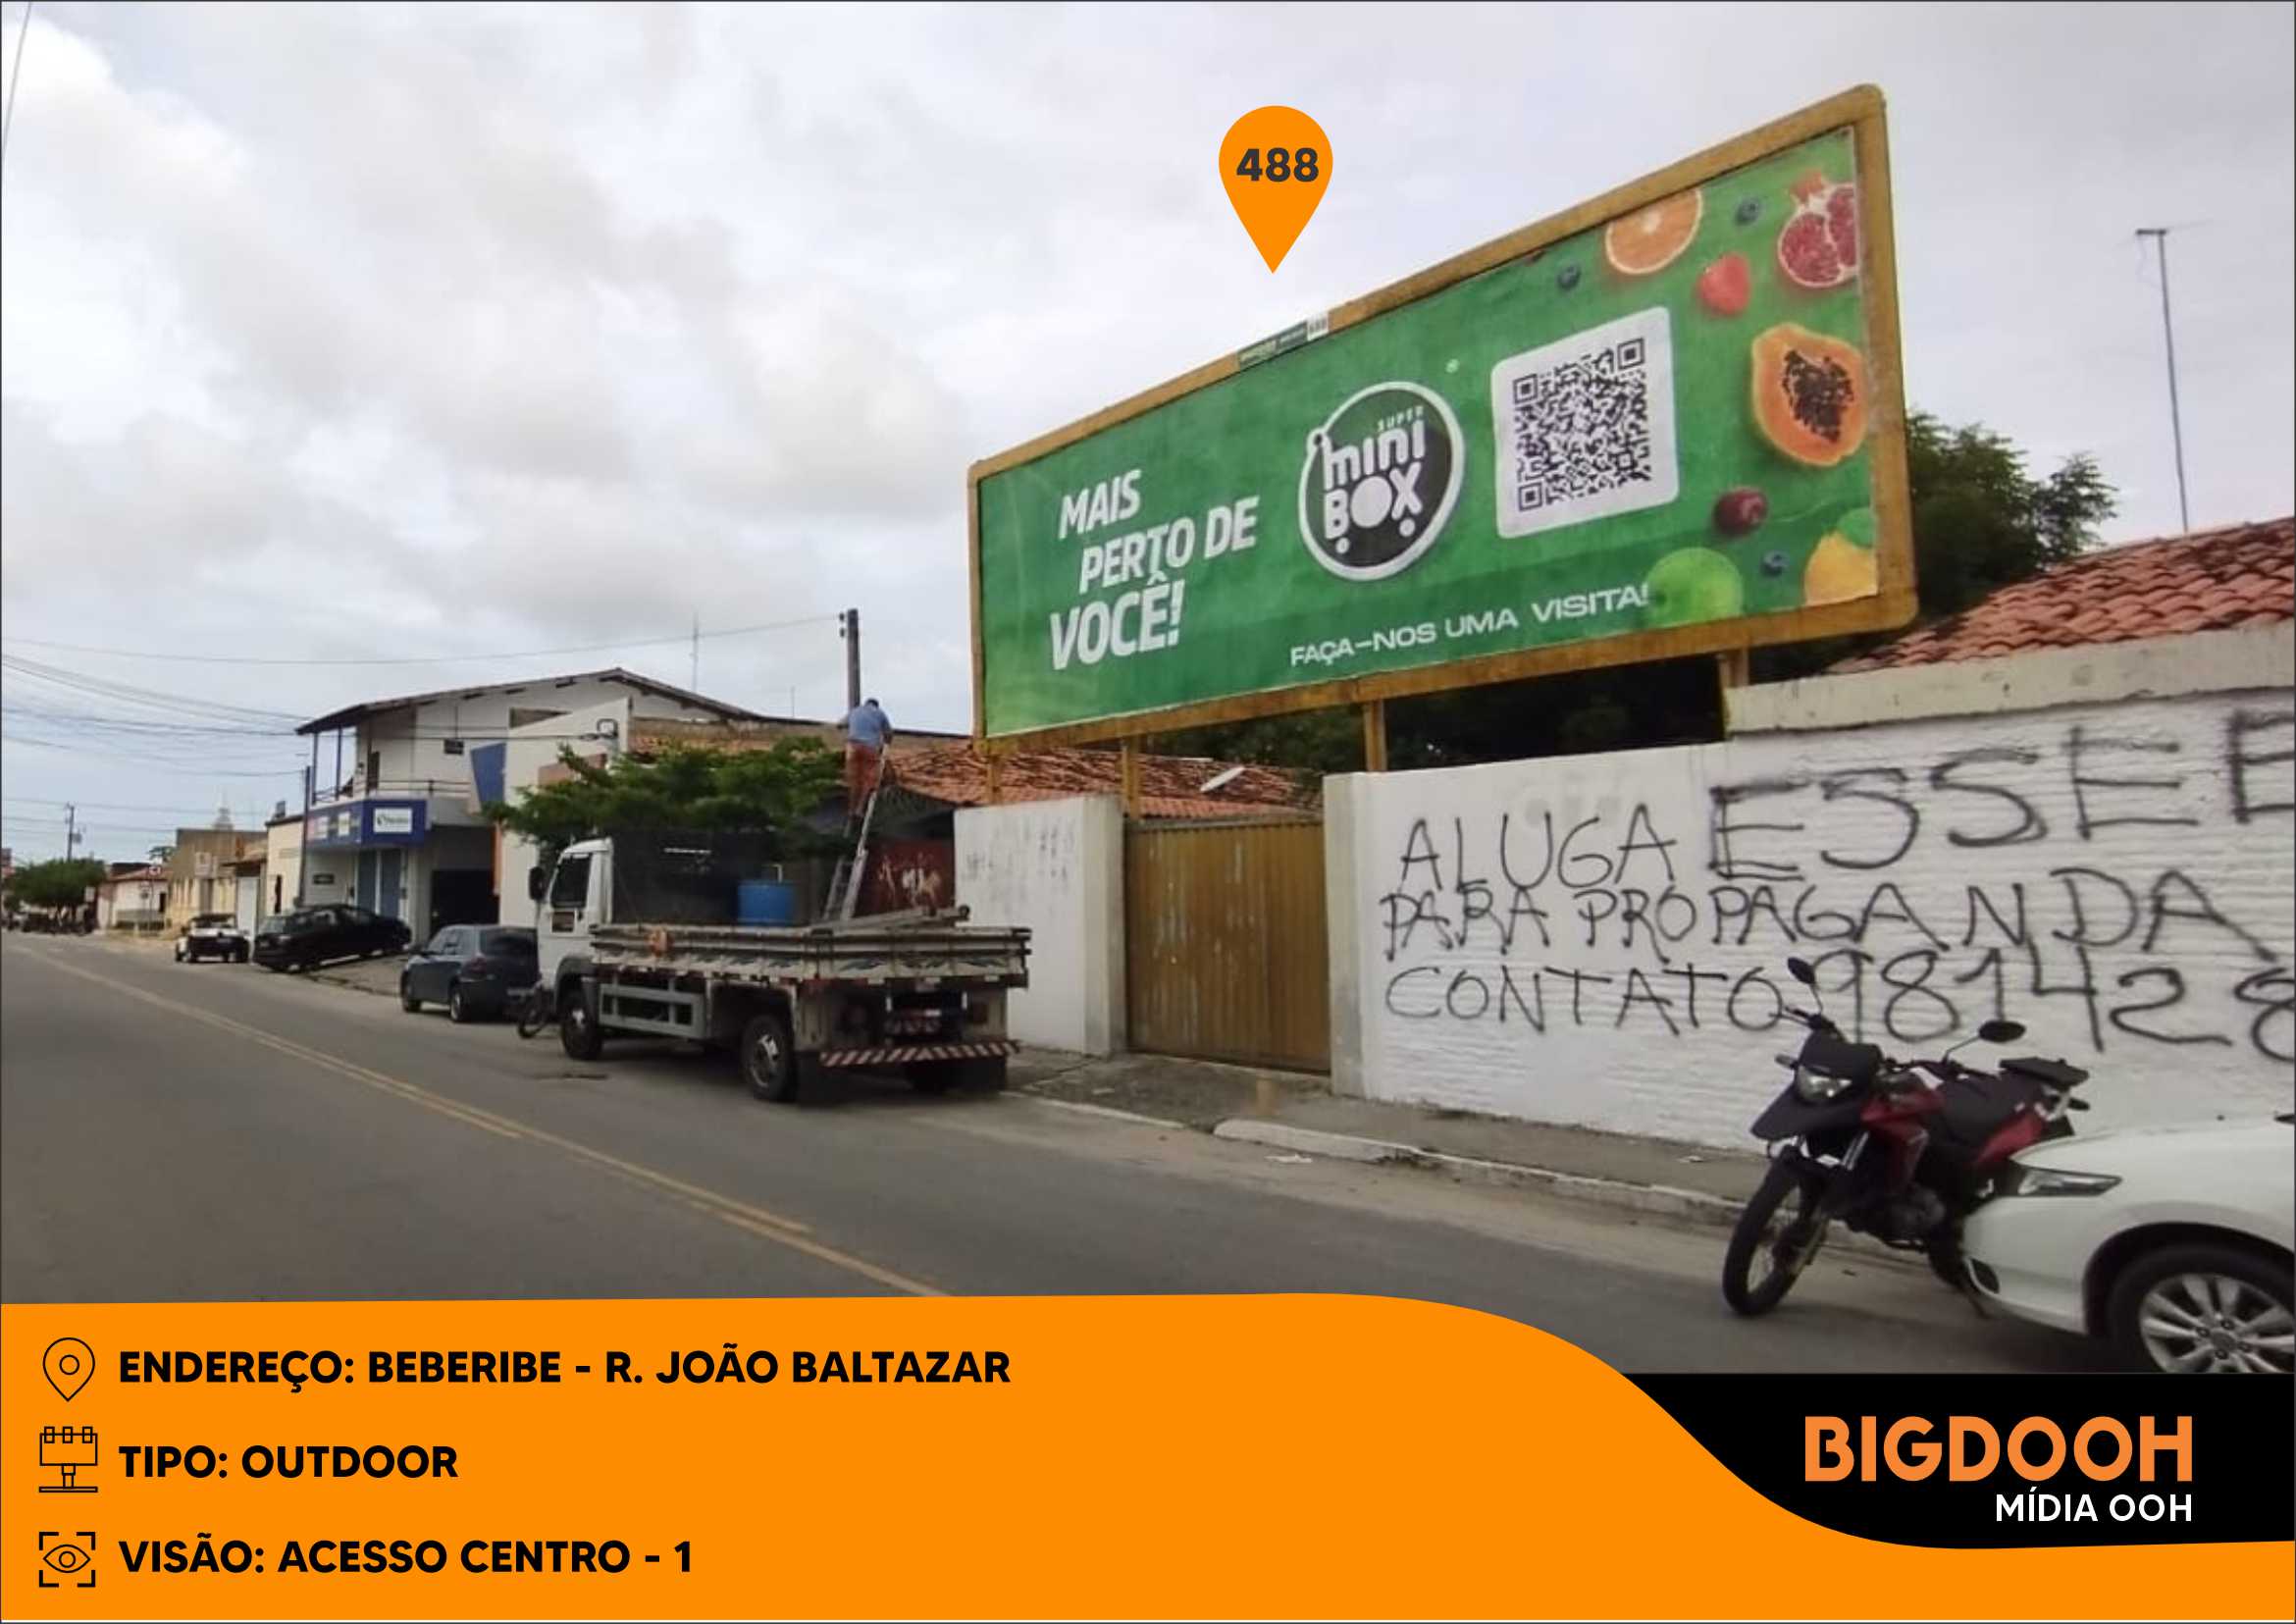 488
MAIS
PERTO DE
VOCÊ!
SUPER
mini
BOX
FAÇA-NOS UMA VISITA!
ALUGA ESSE E
PARA PROPAGANDA
CONTATO 981428
ENDEREÇO: BEBERIBE - R. JOÃO BALTAZAR
TIPO: OUTDOOR
VISÃO: ACESSO CENTRO - 1
BIGDOOH
MÍDIA OOH